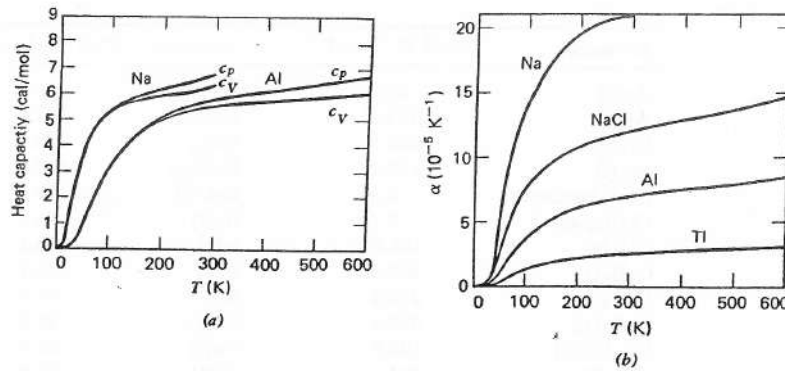 Heat capactiy (cal/mol)
9
8
7
6
5
4
3
2
1
0
Na
c_P
c_V
Al
c_P
c_V
0 100 200 300 400 500 600
T (K)
(a)
α (10⁻⁵ K⁻¹)
20
15
10
5
0
Na
NaCl
Al
Tl
0 100 200 300 400 500 600
T (K)
(b)